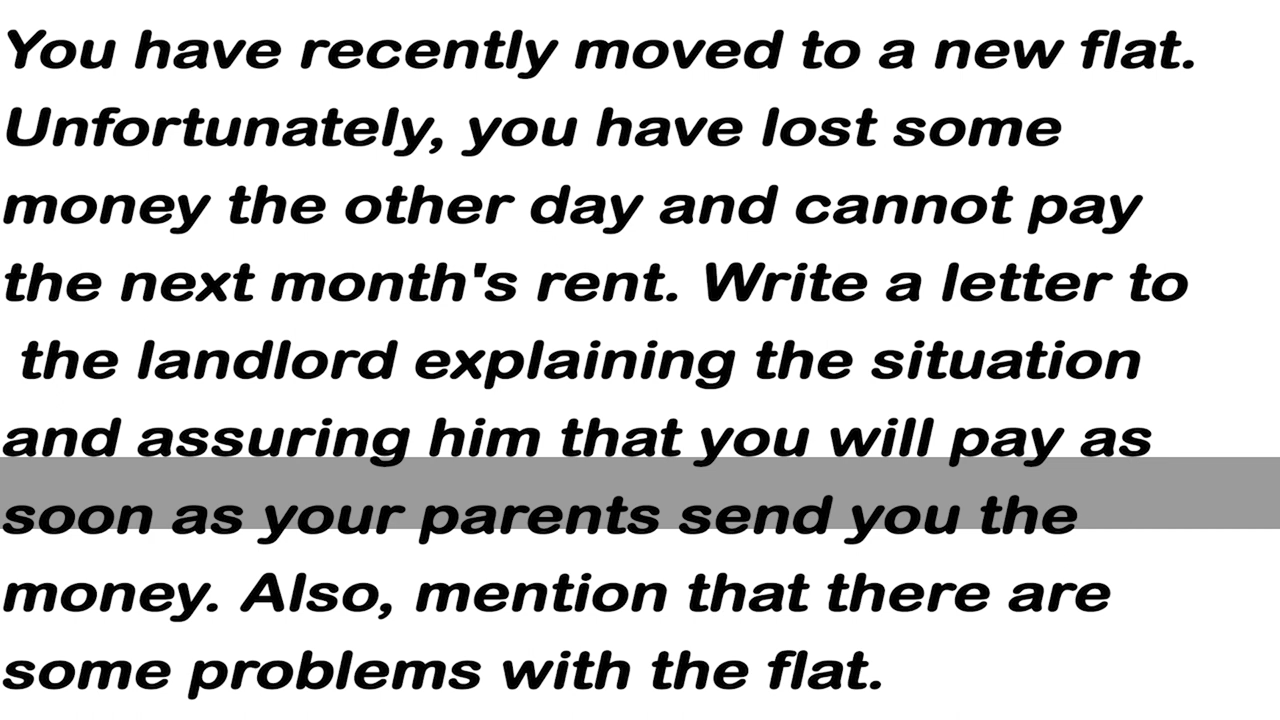 You have recently moved to a new flat.
Unfortunately, you have lost some
money the other day and cannot pay
the next month's rent. Write a letter to
the landlord explaining the situation
and assuring him that you will pay as
soon as your parents send you the
money. Also, mention that there are
some problems with the flat.